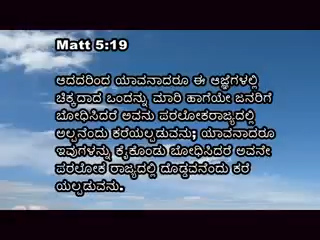 Matt 5:19
ಆದದರಿಂದ ಯಾವನಾದರೂ ಈ ಆಜ್ಞೆಗಳಲ್ಲಿ
ಚಿಕ್ಕದಾದ ಒಂದನ್ನು ಮಾರಿ ಹಾಗೆಯೇ ಜನರಿಗೆ
ಬೋಧಿಸಿದರೆ ಅವನು ಪರಲೋಕರಾಜ್ಯದಲ್ಲಿ
ಅಲ್ಪನೆಂದು ಕರೆಯಲ್ಪಡುವನು; ಯಾವನಾದರೂ
ಇವುಗಳನ್ನು ಕೈಕೊಂಡು ಬೋಧಿಸಿದರೆ ಅವನೇ
ಪರಲೋಕ ರಾಜ್ಯದಲ್ಲಿ ದೊಡ್ಡವನೆಂದು ಕರೆ
ಯಲ್ಪಡುವನು.